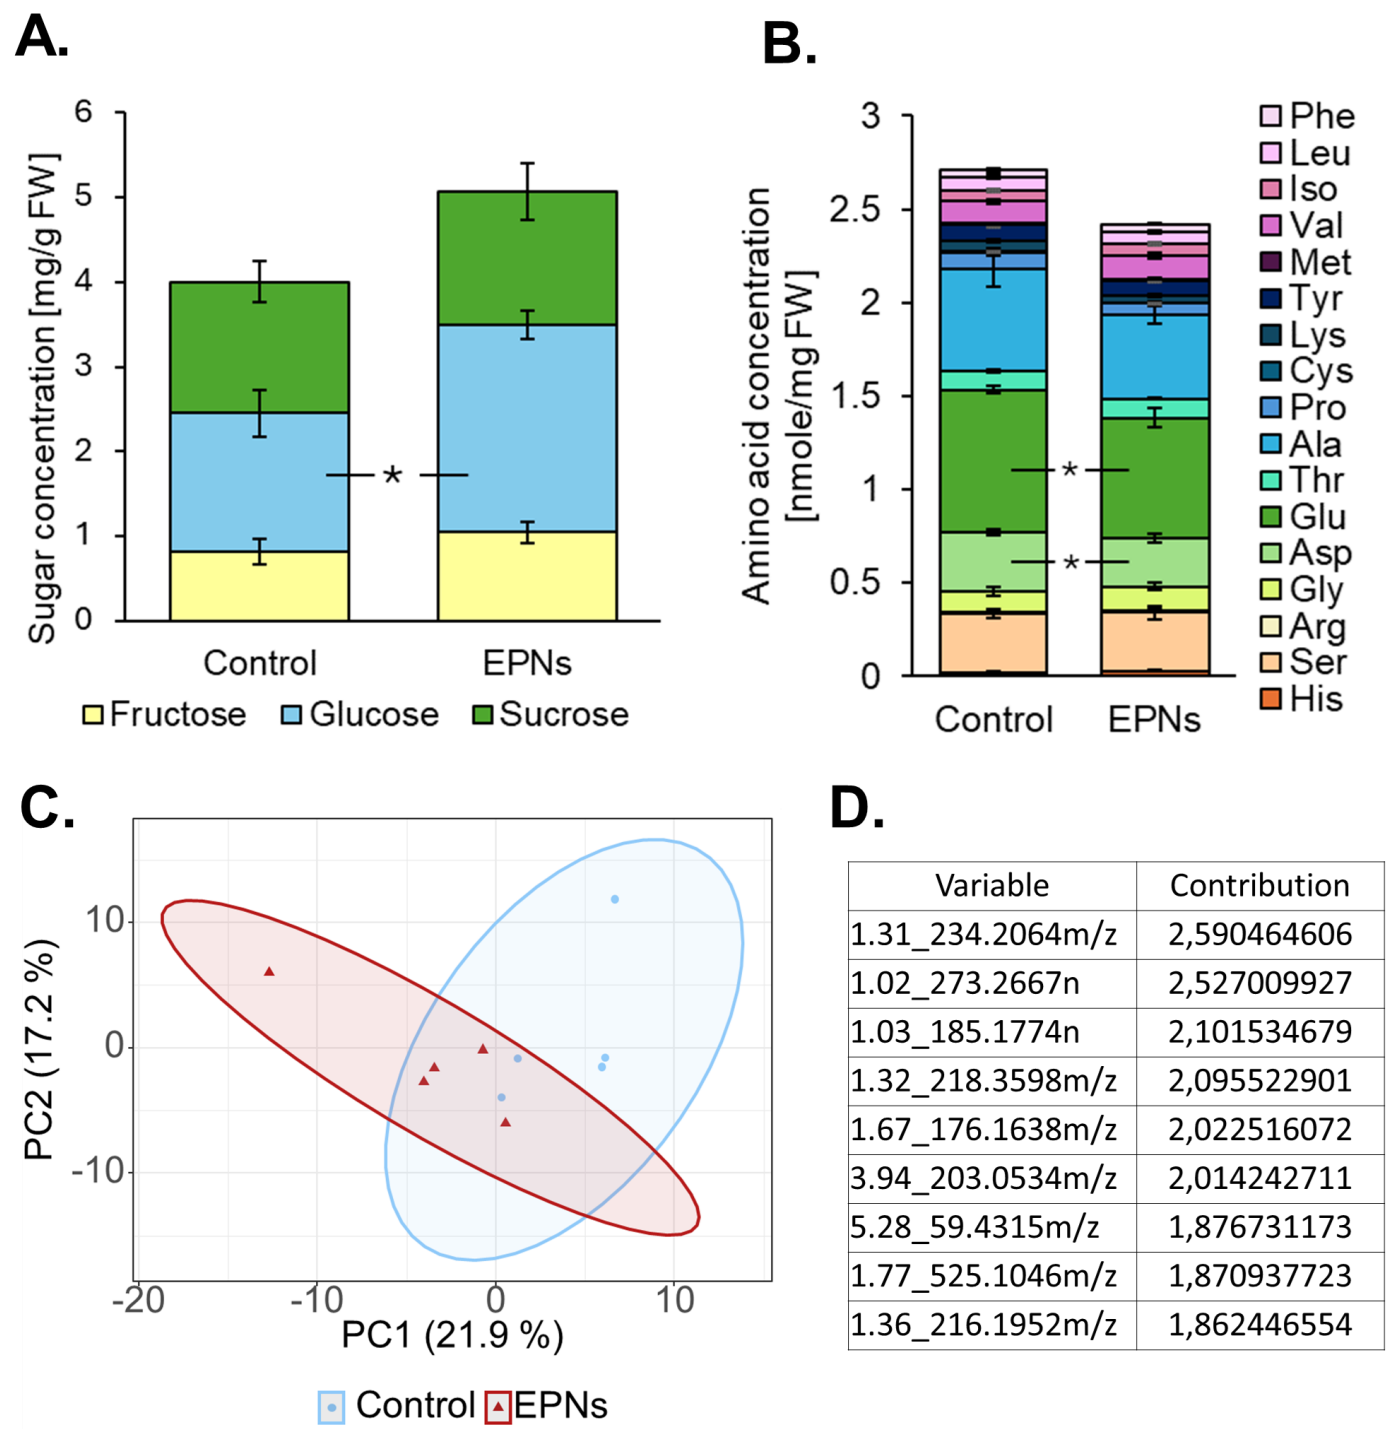 A.
Sugar concentration [mg/g FW]
6
5
4
3
2
1
0
*
Control
EPNs
Fructose
Glucose
Sucrose
B.
Amino acid concentration
[nmole/mg FW]
3
2.5
2
1.5
1
0.5
0
*
*
Control
EPNs
Phe
Leu
Iso
Val
Met
Tyr
Lys
Cys
Pro
Ala
Thr
Glu
Asp
Gly
Arg
Ser
His
C.
PC2 (17.2 %)
10
0
-10
-20
-10
0
10
PC1 (21.9 %)
Control
EPNs
D.
Variable Contribution
1.31_234.2064m/z 2,590464606
1.02_273.2667n 2,527009927
1.03_185.1774n 2,101534679
1.32_218.3598m/z 2,095522901
1.67_176.1638m/z 2,022516072
3.94_203.0534m/z 2,014242711
5.28_59.4315m/z 1,876731173
1.77_525.1046m/z 1,870937723
1.36_216.1952m/z 1,862446554